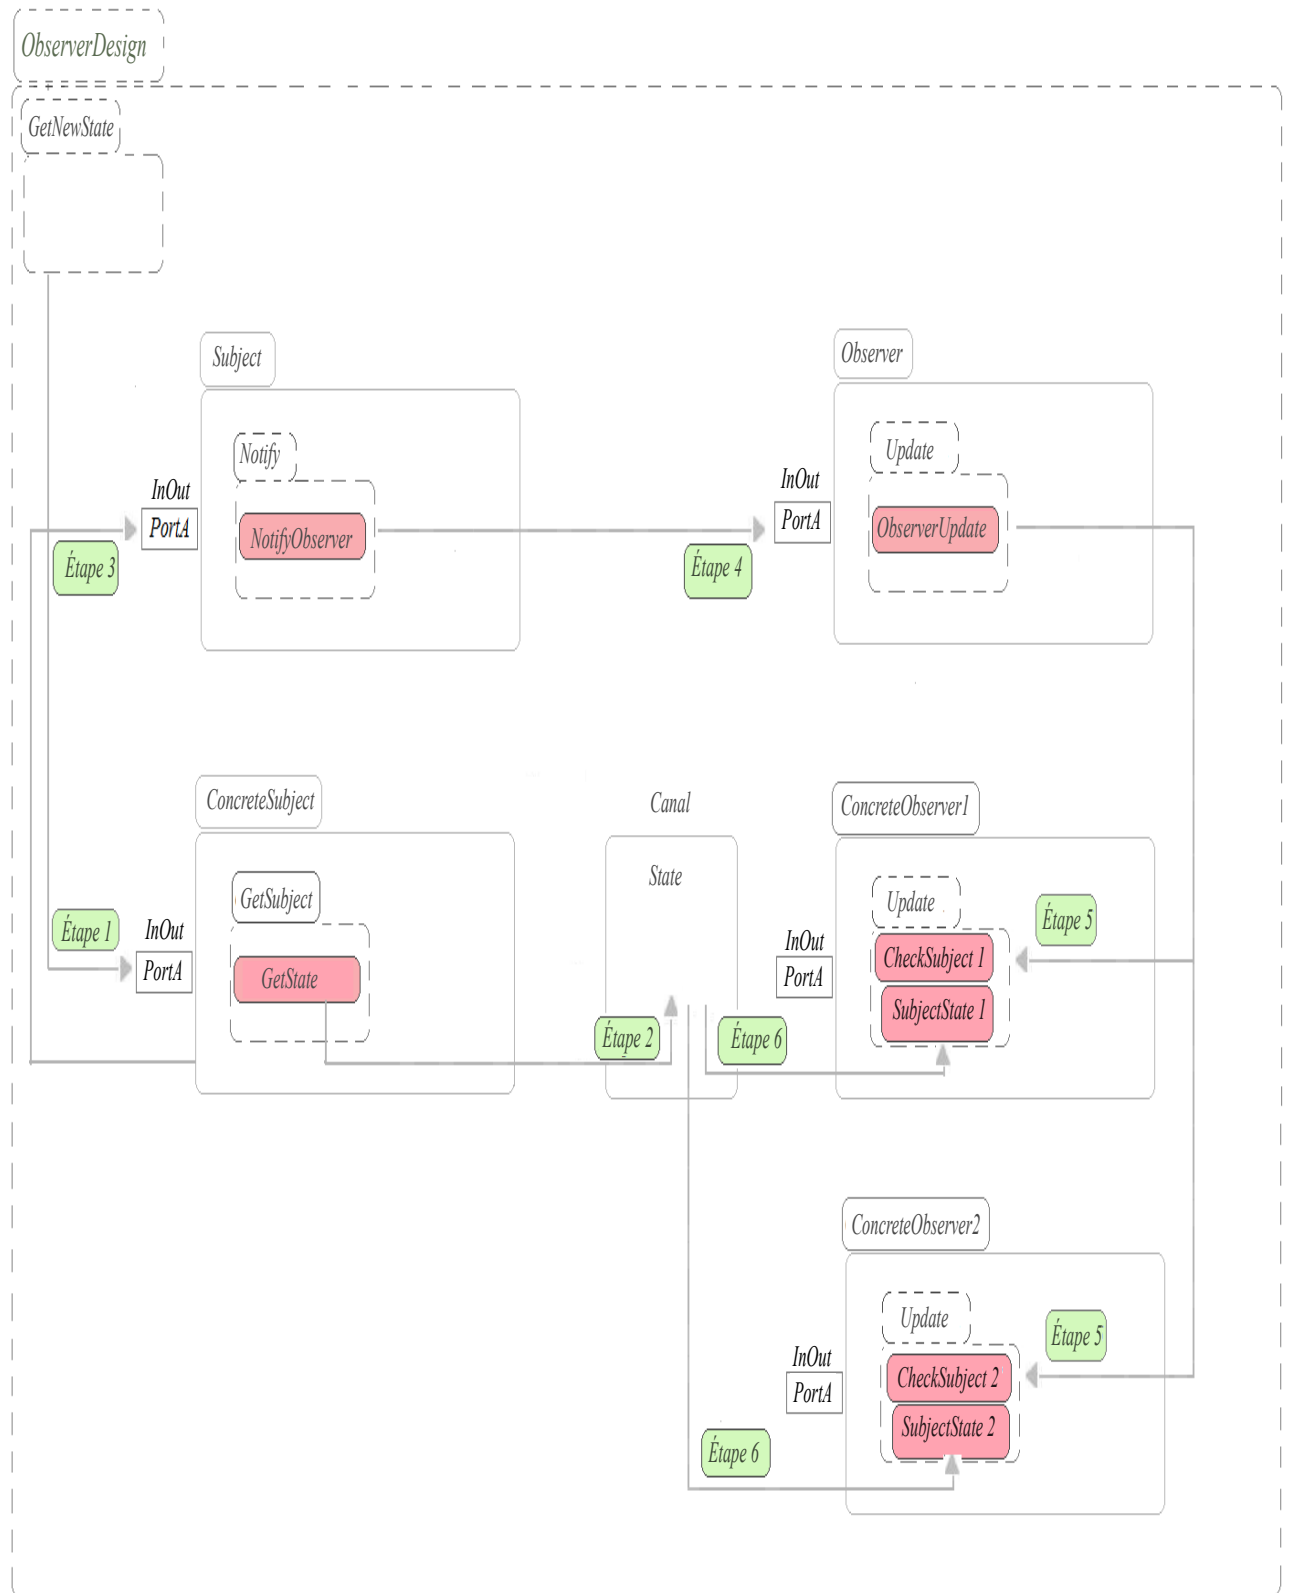 ObserverDesign
GetNewState
Subject
Observer
Notify
Update
InOut
PortA
NotifyObserver
InOut
PortA
ObserverUpdate
Étape 3
Étape 4
ConcreteSubject
Canal
ConcreteObserver1
GetSubject
State
Update
Étape 1
InOut
PortA
GetState
InOut
PortA
CheckSubject 1
SubjectState 1
Étape 5
Étape 2
Étape 6
ConcreteObserver2
Update
InOut
PortA
CheckSubject 2
SubjectState 2
Étape 5
Étape 6